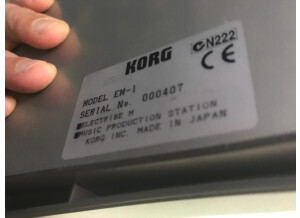 KORG
N222
CE
MODEL EM-1
SERIAL No. 000407
ELECTRIBE M
MUSIC PRODUCTION STATION
KORG INC. MADE IN JAPAN